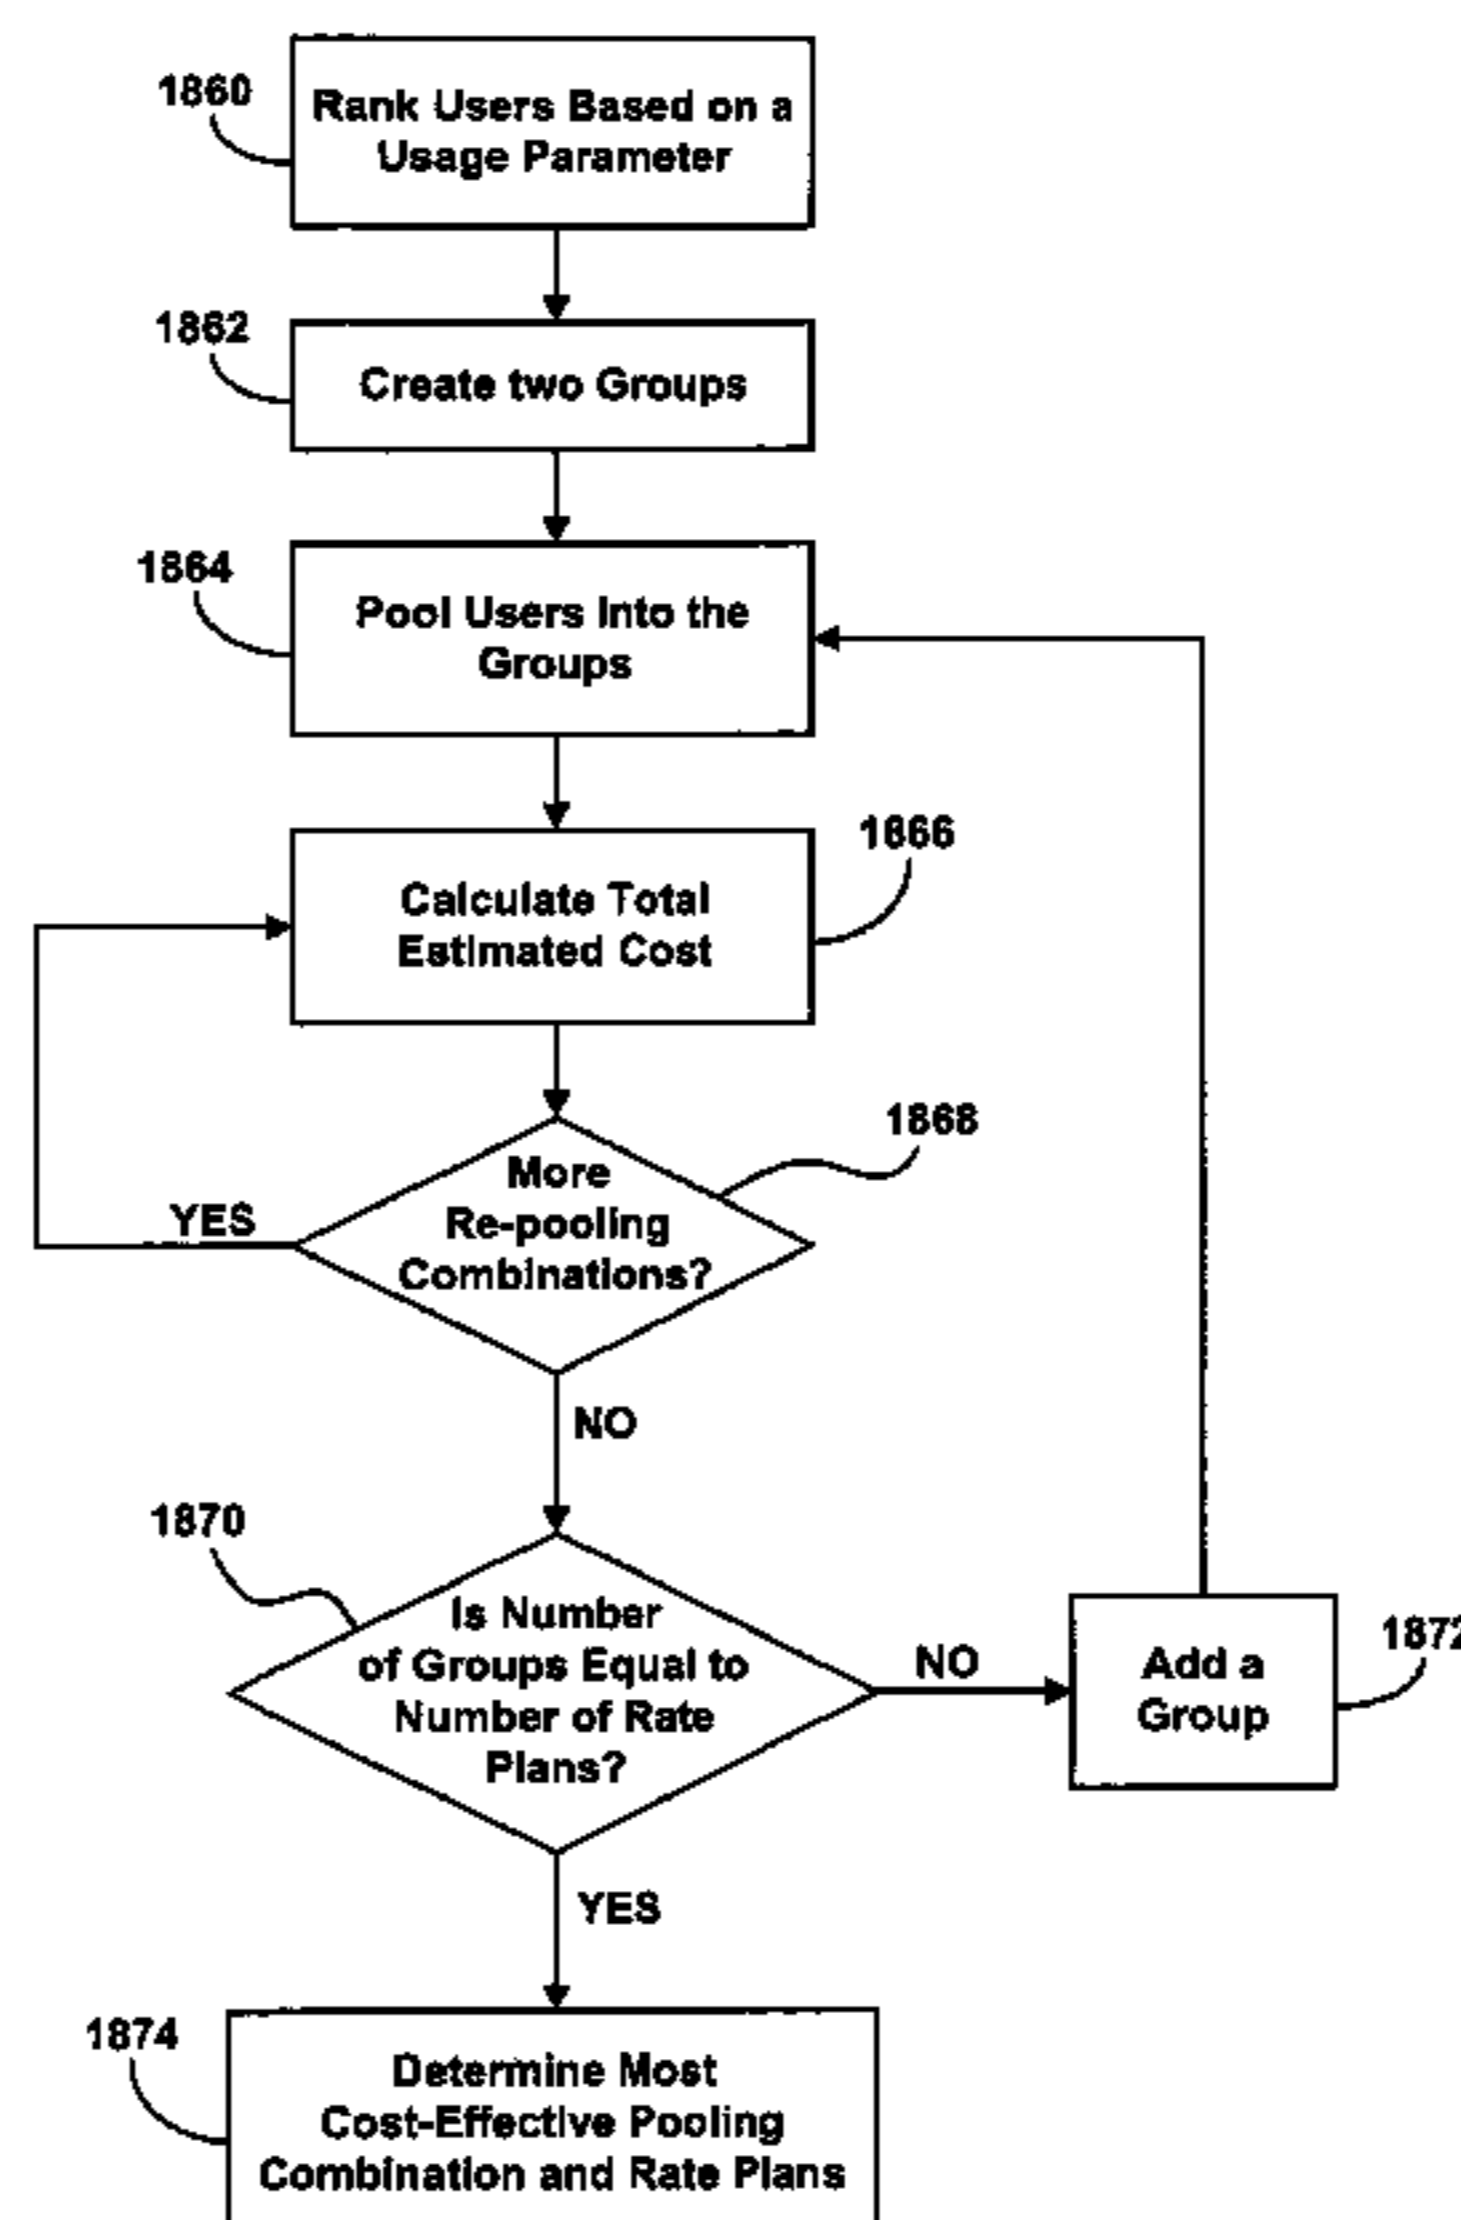 1860
Rank Users Based on a
Usage Parameter
1862
Create two Groups
1864
Pool Users Into the
Groups
1866
Calculate Total
Estimated Cost
1868
More
Re-pooling
Combinations?
YES
NO
1870
Is Number
of Groups Equal to
Number of Rate
Plans?
NO
Add a
Group
1872
YES
1874
Determine Most
Cost-Effective Pooling
Combination and Rate Plans